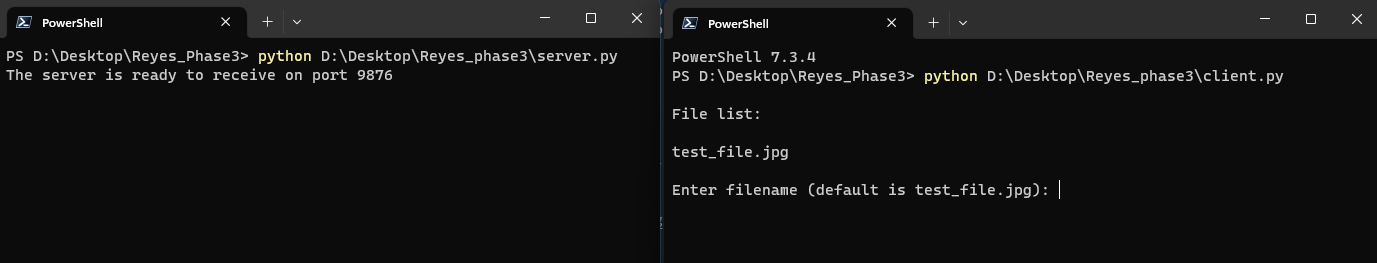 PowerShell
PS D:\Desktop\Reyes_Phase3> python D:\Desktop\Reyes_phase3\server.py
The server is ready to receive on port 9876
PowerShell
PowerShell 7.3.4
PS D:\Desktop\Reyes_Phase3> python D:\Desktop\Reyes_phase3\client.py
File list:
test_file.jpg
Enter filename (default is test_file.jpg):